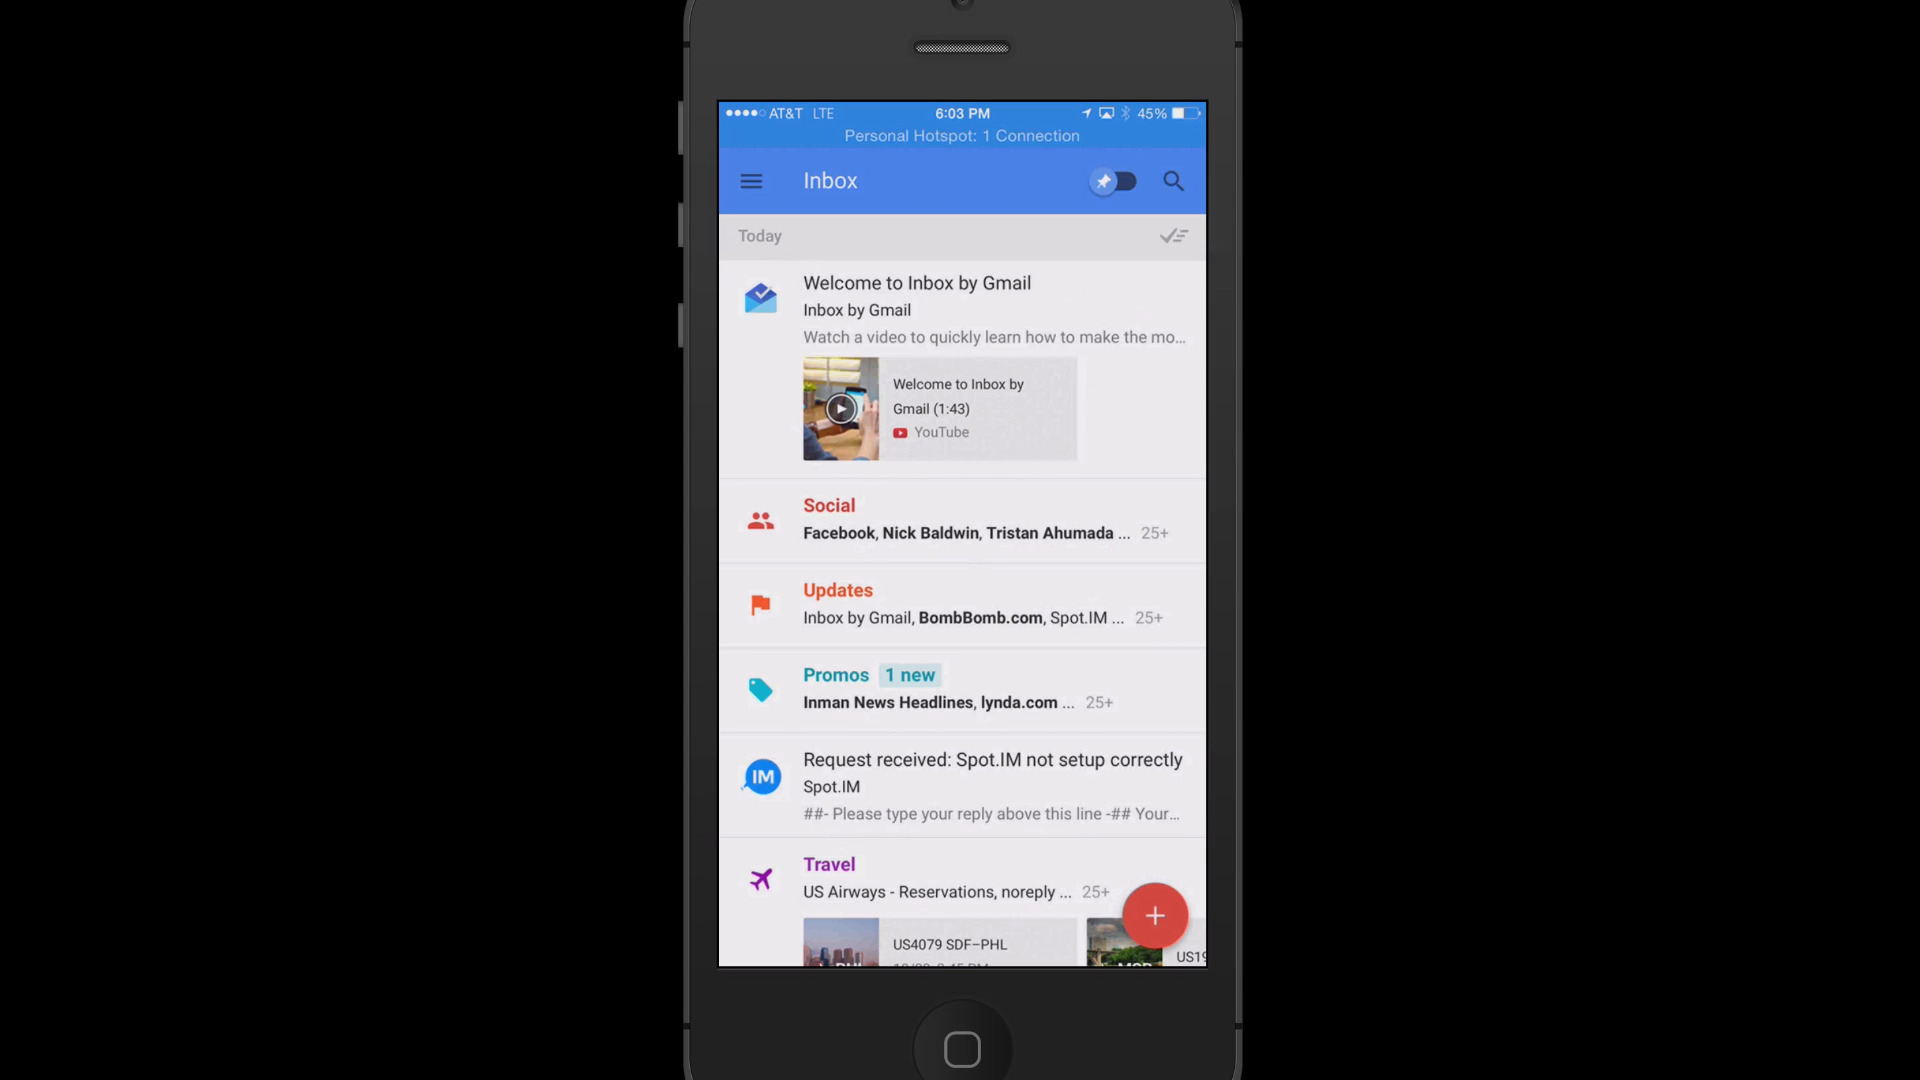 AT&T LTE 6:03 PM 45%
Personal Hotspot: 1 Connection
Inbox
Today
Welcome to Inbox by Gmail
Inbox by Gmail
Watch a video to quickly learn how to make the mo...
Welcome to Inbox by
Gmail (1:43)
YouTube
Social
Facebook, Nick Baldwin, Tristan Ahumada ... 25+
Updates
Inbox by Gmail, BombBomb.com, Spot.IM ... 25+
Promos 1 new
Inman News Headlines, lynda.com ... 25+
Request received: Spot.IM not setup correctly
IM
Spot.IM
##- Please type your reply above this line -## Your...
Travel
US Airways - Reservations, noreply ... 25+
US4079 SDF–PHL
US19